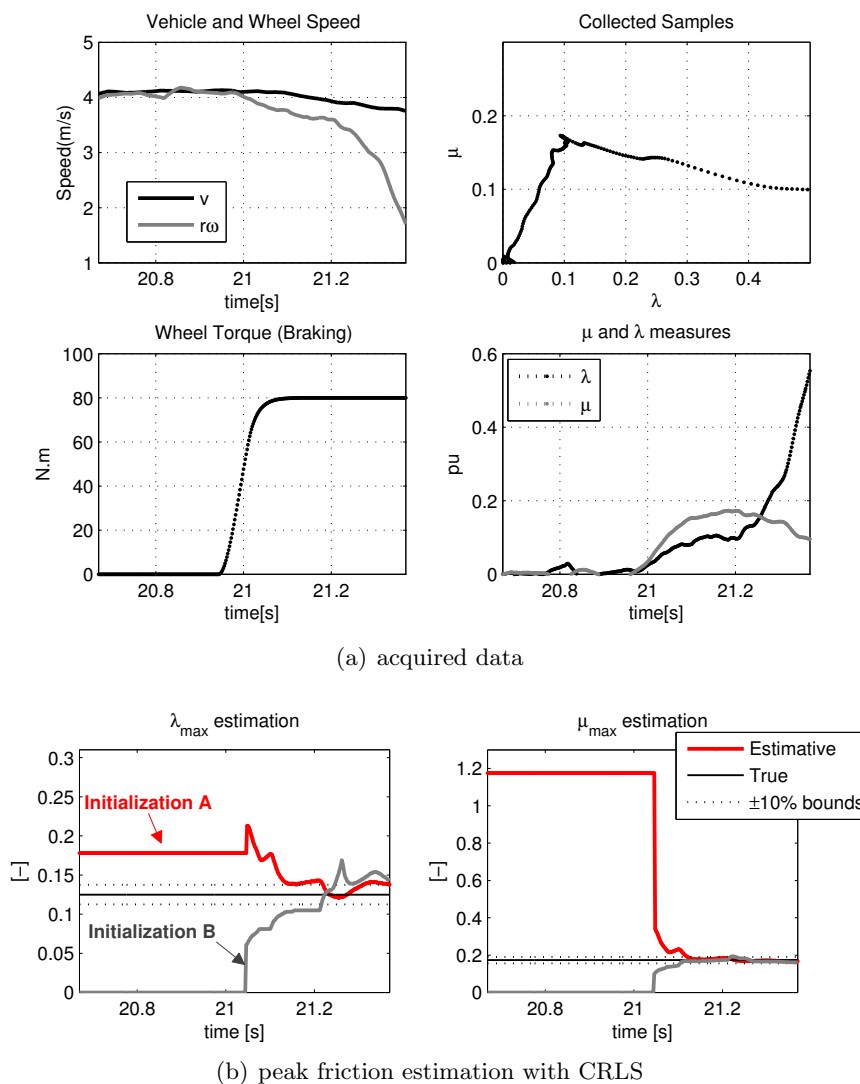 Vehicle and Wheel Speed
5
4
3
2
1
Speed(m/s)
v
rω
20.8 21 21.2
time[s]
Collected Samples
0.2
0.1
0
μ
0 0.1 0.2 0.3 0.4
λ
Wheel Torque (Braking)
100
80
60
40
20
0
N.m
20.8 21 21.2
time[s]
μ and λ measures
0.6
0.4
0.2
0
pu
λ
μ
20.8 21 21.2
time[s]
(a) acquired data
λmax estimation
0.3
0.25
0.2
0.15
0.1
0.05
0
[-]
Initialization A
Initialization B
20.8 21 21.2
time [s]
μmax estimation
1.2
1
0.8
0.6
0.4
0.2
0
[-]
Estimative
True
±10% bounds
20.8 21 21.2
time [s]
(b) peak friction estimation with CRLS